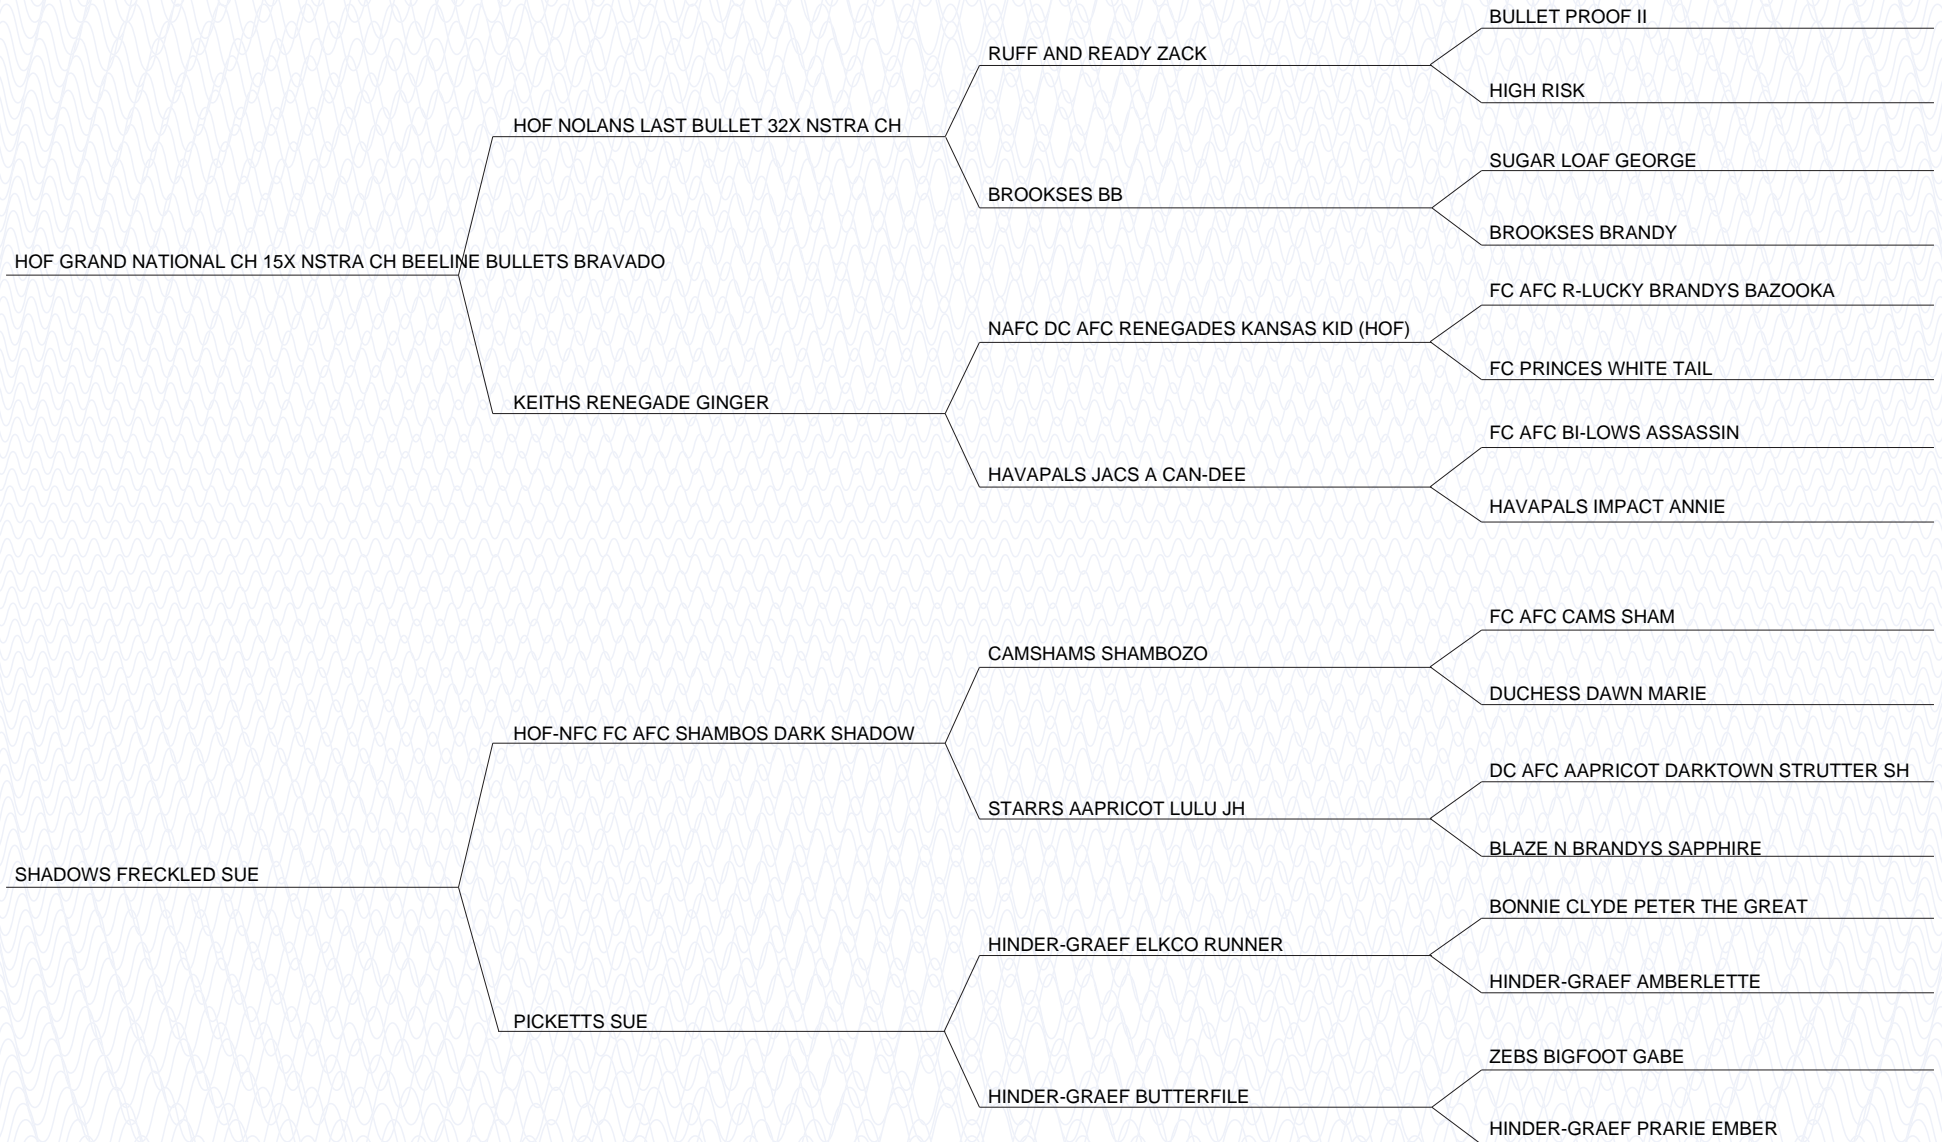 BULLET PROOF II
RUFF AND READY ZACK
HIGH RISK
HOF NOLANS LAST BULLET 32X NSTRA CH
SUGAR LOAF GEORGE
BROOKSES BB
BROOKSES BRANDY
HOF GRAND NATIONAL CH 15X NSTRA CH BEELINE BULLETS BRAVADO
FC AFC R-LUCKY BRANDYS BAZOOKA
NAFC DC AFC RENEGADES KANSAS KID (HOF)
FC PRINCES WHITE TAIL
KEITHS RENEGADE GINGER
FC AFC BI-LOWS ASSASSIN
HAVAPALS JACS A CAN-DEE
HAVAPALS IMPACT ANNIE
FC AFC CAMS SHAM
CAMSHAMS SHAMBOZO
DUCHESS DAWN MARIE
HOF-NFC FC AFC SHAMBOS DARK SHADOW
DC AFC AAPRICOT DARKTOWN STRUTTER SH
STARRS AAPRICOT LULU JH
BLAZE N BRANDYS SAPPHIRE
SHADOWS FRECKLED SUE
BONNIE CLYDE PETER THE GREAT
HINDER-GRAEF ELKCO RUNNER
HINDER-GRAEF AMBERLETTE
PICKETTS SUE
ZEBS BIGFOOT GABE
HINDER-GRAEF BUTTERFILE
HINDER-GRAEF PRARIE EMBER